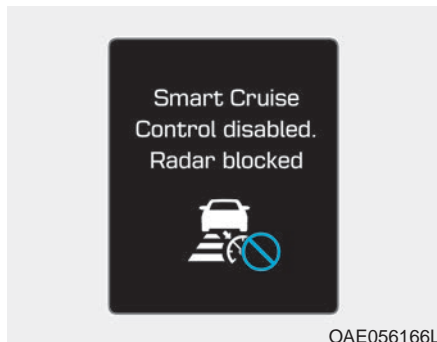 Smart Cruise
Control disabled.
Radar blocked
OAE056166L